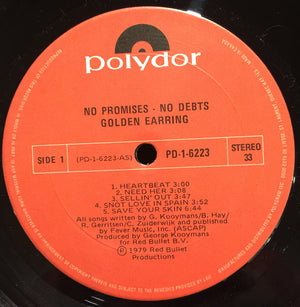 polydor
NO PROMISES - NO DEBTS
GOLDEN EARRING
SIDE 1
(PD-1-6223-AS)
PD-1-6223
STEREO
33
1. HEARTBEAT 3:00
2. NEED HER 3:08
3. SELLIN' OUT 3:17
4. SNOT LOVE IN SPAIN 3:52
5. SAVE YOUR SKIN 6:44
All songs written by G. Kooymans/B. Hay/
R. Gerritsen/C. Zuiderwijk and published
by Fever Music, Inc. (ASCAP)
Produced by George Kooymans
for Red Bullet B.V.
℗ 1979 Red Bullet
Productions